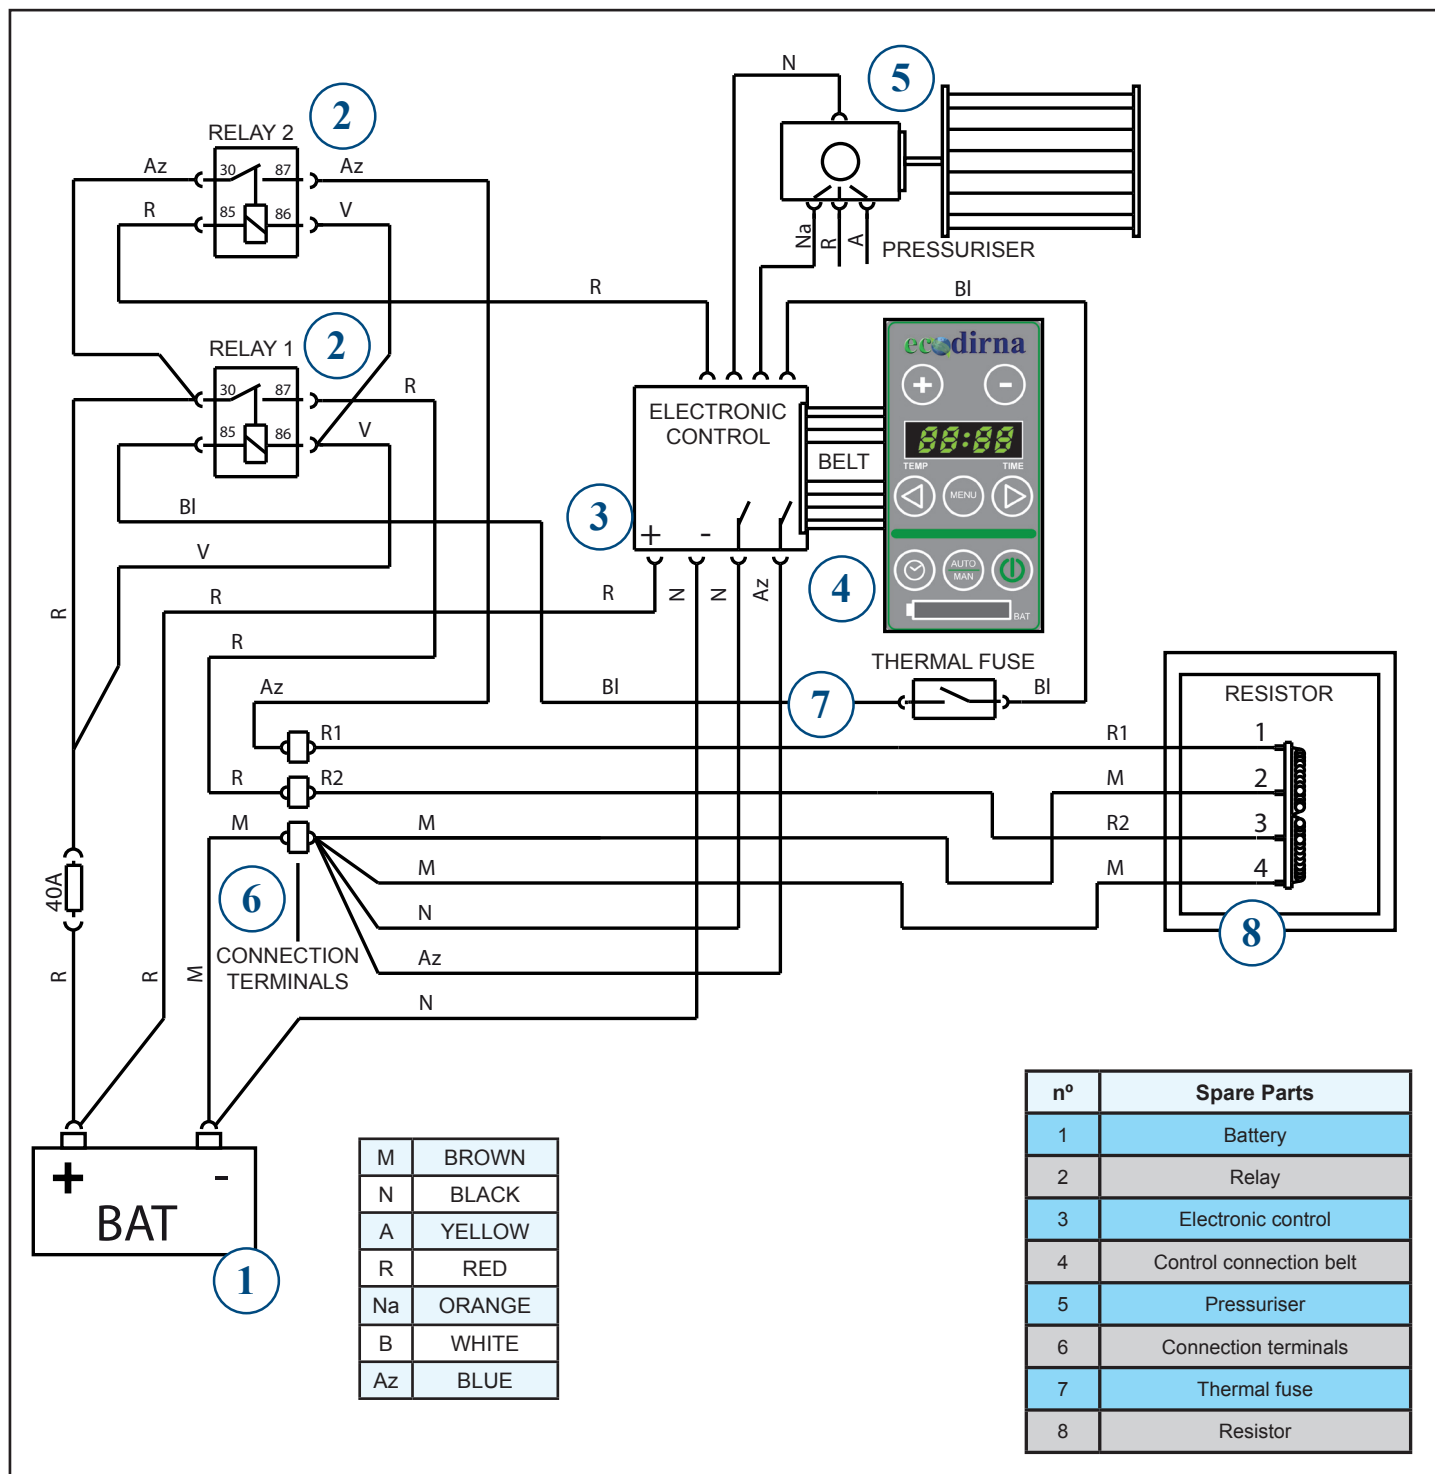 N
5
2
RELAY 2
Az
30
87
Az
R
85
86
V
Na
R
A
PRESSURISER
R
Bl
2
RELAY 1
30
87
R
85
86
V
ecodirna
+
-
ELECTRONIC
CONTROL
88:88
TEMP
TIME
BELT
MENU
3
Bl
+
-
V
AUTO
MAN
4
BAT
R
R
R
N
N
Az
R
THERMAL FUSE
Az
Bl
7
Bl
RESISTOR
R1
R1
1
R
R2
M
2
M
M
R2
3
40A
6
M
M
4
N
8
CONNECTION
TERMINALS
Az
R
R
M
N
+
-
BAT
1
M BROWN
N BLACK
A YELLOW
R RED
Na ORANGE
B WHITE
Az BLUE
nº Spare Parts
1 Battery
2 Relay
3 Electronic control
4 Control connection belt
5 Pressuriser
6 Connection terminals
7 Thermal fuse
8 Resistor